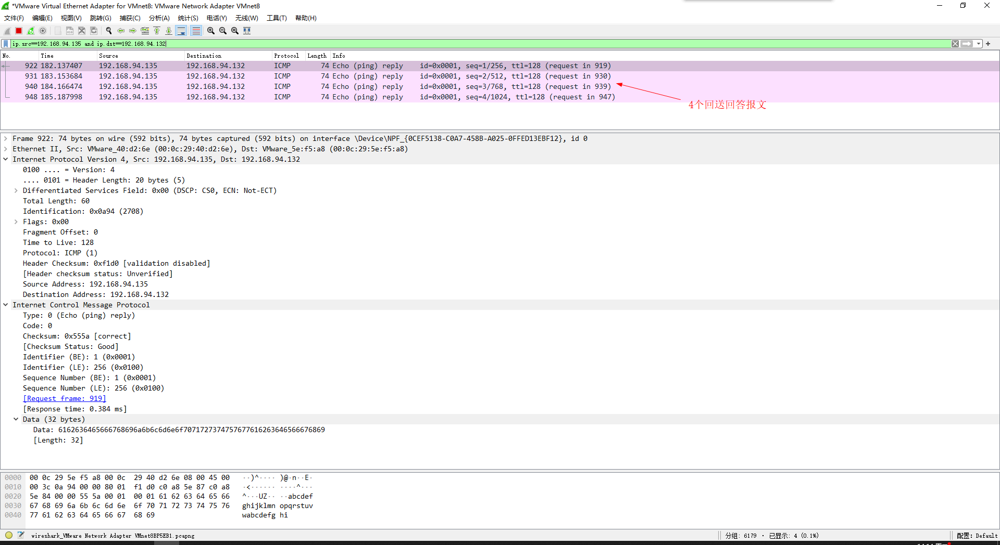 *VMware Virtual Ethernet Adapter for VMnet8: VMware Network Adapter VMnet8
文件(F) 编辑(E) 视图(V) 跳转(G) 捕获(C) 分析(A) 统计(S) 电话(Y) 无线(W) 工具(T) 帮助(H)
ip.src==192.168.94.135 and ip.dst==192.168.94.132
No. Time Source Destination Protocol Length Info
922 182.137407 192.168.94.135 192.168.94.132 ICMP 74 Echo (ping) reply id=0x0001, seq=1/256, ttl=128 (request in 919)
931 183.153684 192.168.94.135 192.168.94.132 ICMP 74 Echo (ping) reply id=0x0001, seq=2/512, ttl=128 (request in 930)
940 184.166474 192.168.94.135 192.168.94.132 ICMP 74 Echo (ping) reply id=0x0001, seq=3/768, ttl=128 (request in 939)
948 185.187998 192.168.94.135 192.168.94.132 ICMP 74 Echo (ping) reply id=0x0001, seq=4/1024, ttl=128 (request in 947)
4个回送回答报文
Frame 922: 74 bytes on wire (592 bits), 74 bytes captured (592 bits) on interface \Device\NPF_{0CEF5138-C0A7-458B-A025-0FFED13EBF12}, id 0
Ethernet II, Src: VMware_40:d2:6e (00:0c:29:40:d2:6e), Dst: VMware_5e:f5:a8 (00:0c:29:5e:f5:a8)
Internet Protocol Version 4, Src: 192.168.94.135, Dst: 192.168.94.132
0100 .... = Version: 4
.... 0101 = Header Length: 20 bytes (5)
Differentiated Services Field: 0x00 (DSCP: CS0, ECN: Not-ECT)
Total Length: 60
Identification: 0x0a94 (2708)
Flags: 0x00
Fragment Offset: 0
Time to Live: 128
Protocol: ICMP (1)
Header Checksum: 0xf1d0 [validation disabled]
[Header checksum status: Unverified]
Source Address: 192.168.94.135
Destination Address: 192.168.94.132
Internet Control Message Protocol
Type: 0 (Echo (ping) reply)
Code: 0
Checksum: 0x555a [correct]
[Checksum Status: Good]
Identifier (BE): 1 (0x0001)
Identifier (LE): 256 (0x0100)
Sequence Number (BE): 1 (0x0001)
Sequence Number (LE): 256 (0x0100)
[Request frame: 919]
[Response time: 0.384 ms]
Data (32 bytes)
Data: 6162636465666768696a6b6c6d6e6f7071727374757677616263646566676869
[Length: 32]
0000 00 0c 29 5e f5 a8 00 0c 29 40 d2 6e 08 00 45 00 ··)^···· )@·n··E·
0010 00 3c 0a 94 00 00 80 01 f1 d0 c0 a8 5e 87 c0 a8 ·<······ ····^···
0020 5e 84 00 00 55 5a 00 01 00 01 61 62 63 64 65 66 ^···UZ·· ··abcdef
0030 67 68 69 6a 6b 6c 6d 6e 6f 70 71 72 73 74 75 76 ghijklmn opqrstuv
0040 77 61 62 63 64 65 66 67 68 69 wabcdefg hi
wireshark_VMware Network Adapter VMnet8BP5EB1.pcapng 分组: 6179 · 已显示: 4 (0.1%) 配置: Default